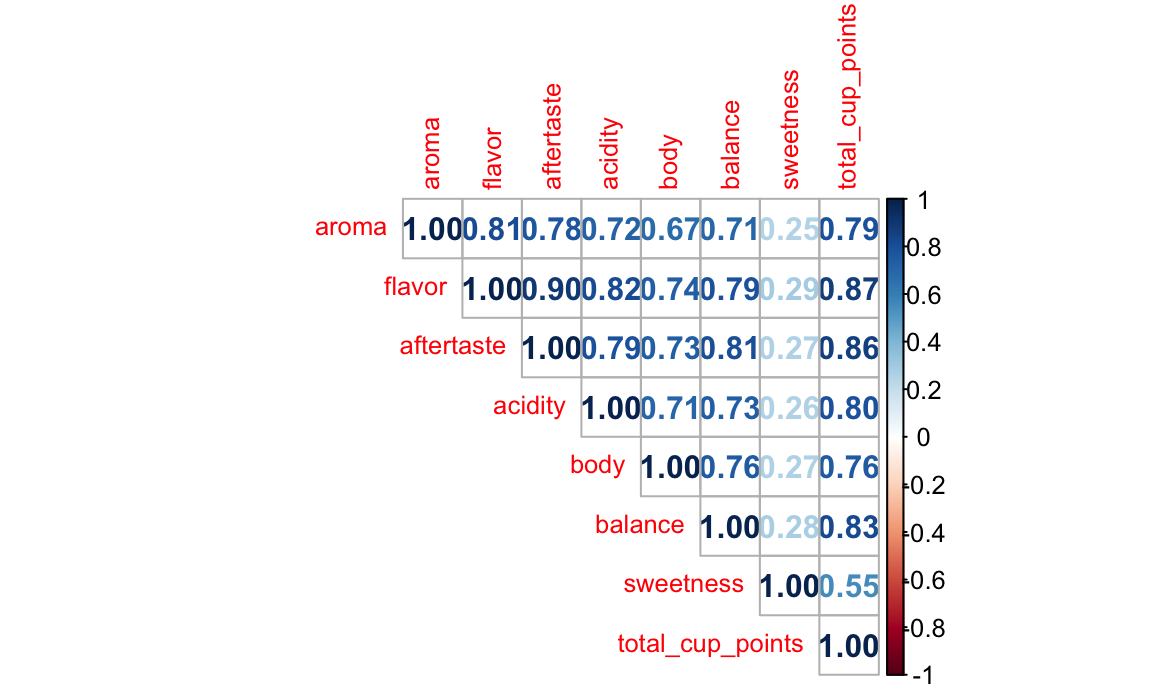 aroma flavor aftertaste acidity body balance sweetness total_cup_points
aroma 1.00 0.81 0.78 0.72 0.67 0.71 0.25 0.79
flavor 1.00 0.90 0.82 0.74 0.79 0.29 0.87
aftertaste 1.00 0.79 0.73 0.81 0.27 0.86
acidity 1.00 0.71 0.73 0.26 0.80
body 1.00 0.76 0.27 0.76
balance 1.00 0.28 0.83
sweetness 1.00 0.55
total_cup_points 1.00
1
0.8
0.6
0.4
0.2
0
-0.2
-0.4
-0.6
-0.8
-1